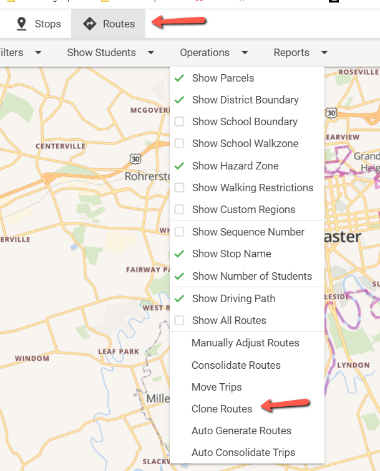 Stops Routes
ilters Show Students Operations Reports
Show Parcels
Show District Boundary
Show School Boundary
Show School Walkzone
Show Hazard Zone
Show Walking Restrictions
Show Custom Regions
Show Sequence Number
Show Stop Name
Show Number of Students
Show Driving Path
Show All Routes
Manually Adjust Routes
Consolidate Routes
Move Trips
Clone Routes
Auto Generate Routes
Auto Consolidate Trips
ROSEVILLE
MCGOVER
30
30
EARVIEW
Grand
Heig
Rohrerst
ENTERVILLE
aster
FAIRWAY PA
WEST R
LEAF PARK
WINDOM
LYNDON
Mille